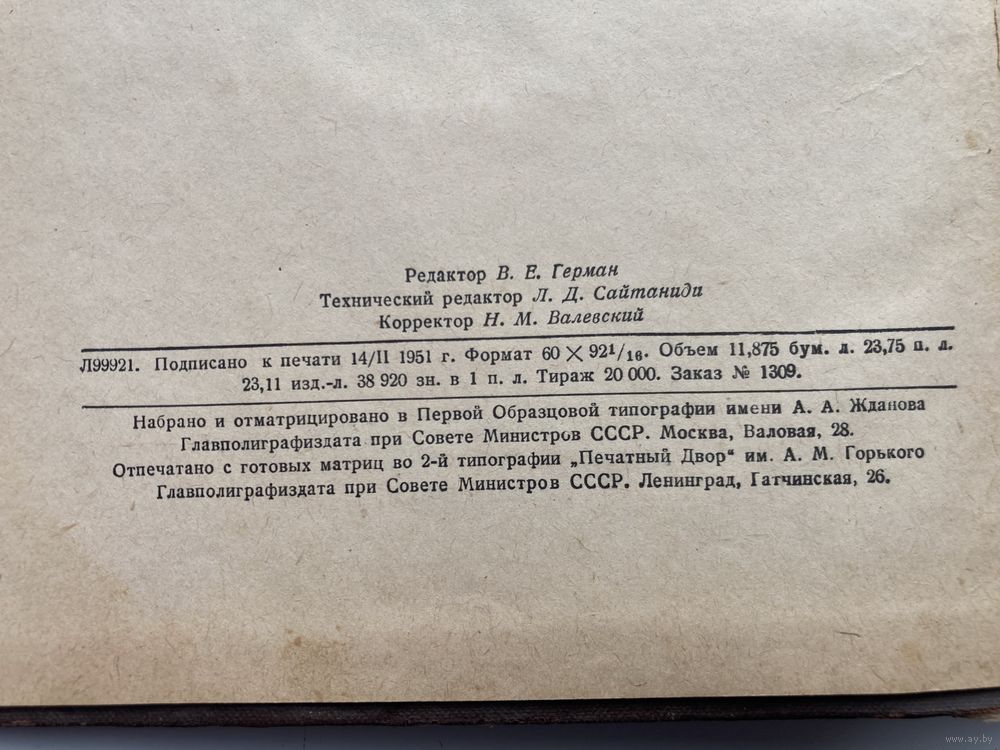 Редактор В. Е. Герман
Технический редактор Л. Д. Сайтаниди
Корректор Н. М. Валевский
Л99921. Подписано к печати 14/II 1951 г. Формат 60 × 92¹/₁₆. Объем 11,875 бум. л. 23,75 п. л.
23,11 изд.-л. 38 920 зн. в 1 п. л. Тираж 20 000. Заказ № 1309.
Набрано и отматрицировано в Первой Образцовой типографии имени А. А. Жданова
Главполиграфиздата при Совете Министров СССР. Москва, Валовая, 28.
Отпечатано с готовых матриц во 2-й типографии „Печатный Двор“ им. А. М. Горького
Главполиграфиздата при Совете Министров СССР. Ленинград, Гатчинская, 26.
www.ay.by